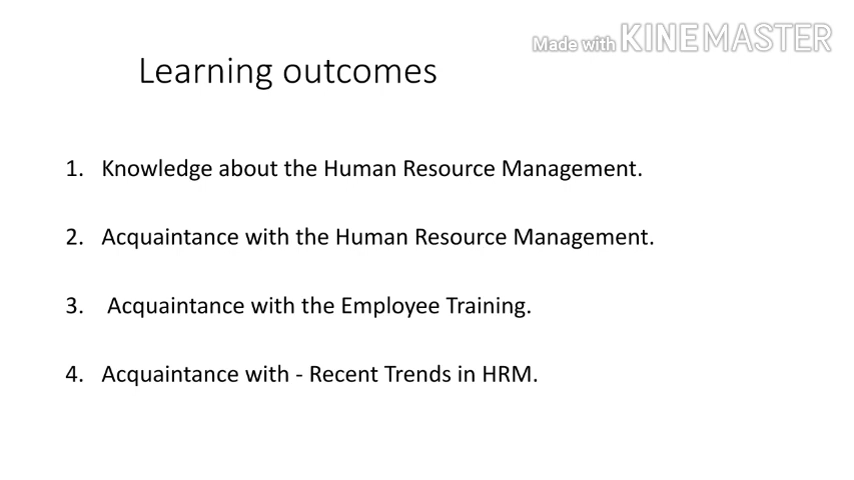 Made with KINEMASTER
Learning outcomes
1. Knowledge about the Human Resource Management.
2. Acquaintance with the Human Resource Management.
3. Acquaintance with the Employee Training.
4. Acquaintance with - Recent Trends in HRM.